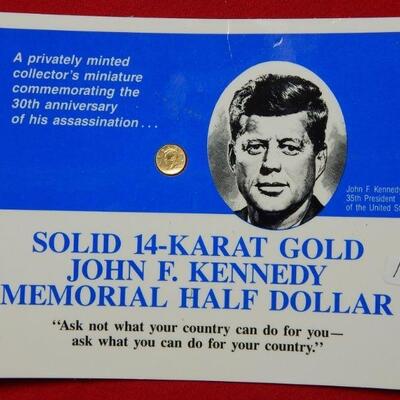 A privately minted
collector's miniature
commemorating the
30th anniversary
of his assassination . . .
John F. Kennedy
35th President
of the United
SOLID 14-KARAT GOLD
JOHN F. KENNEDY
MEMORIAL HALF DOLLAR
"Ask not what your country can do for you—
ask what you can do for your country."